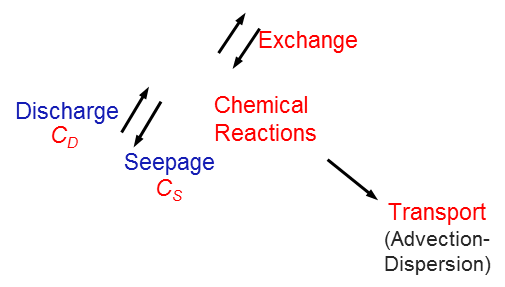 Exchange
Chemical
Reactions
Discharge
C_D
Seepage
C_S
Transport
(Advection-
Dispersion)